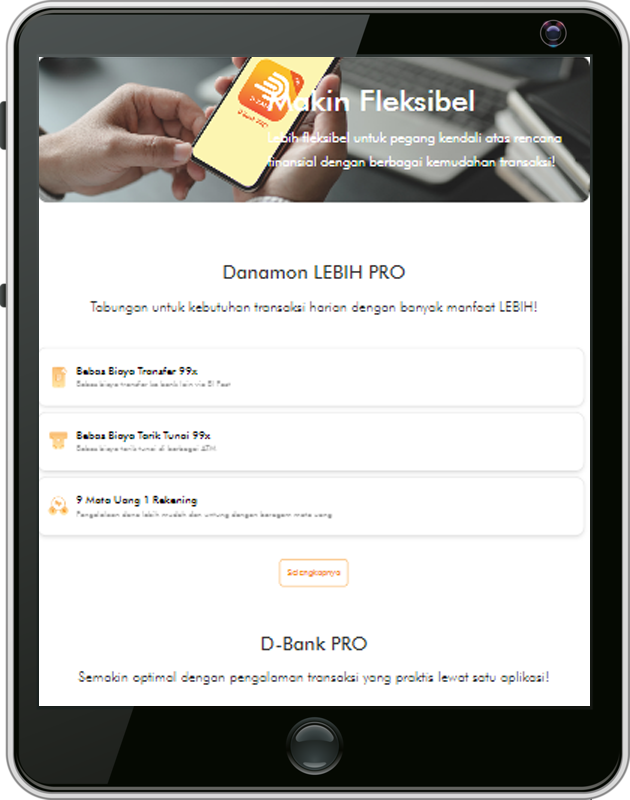 Makin Fleksibel
Lebih fleksibel untuk pegang kendali atas rencana
finansial dengan berbagai kemudahan transaksi!
Danamon LEBIH PRO
Tabungan untuk kebutuhan transaksi harian dengan banyak manfaat LEBIH!
Bebas Biaya Transfer 99x
Bebas biaya transfer ke bank lain via BI Fast
Bebas Biaya Tarik Tunai 99x
Bebas biaya tarik tunai di berbagai ATM
9 Mata Uang 1 Rekening
Pengelolaan dana lebih mudah dan untung dengan beragam mata uang
Selengkapnya
D-Bank PRO
Semakin optimal dengan pengalaman transaksi yang praktis lewat satu aplikasi!